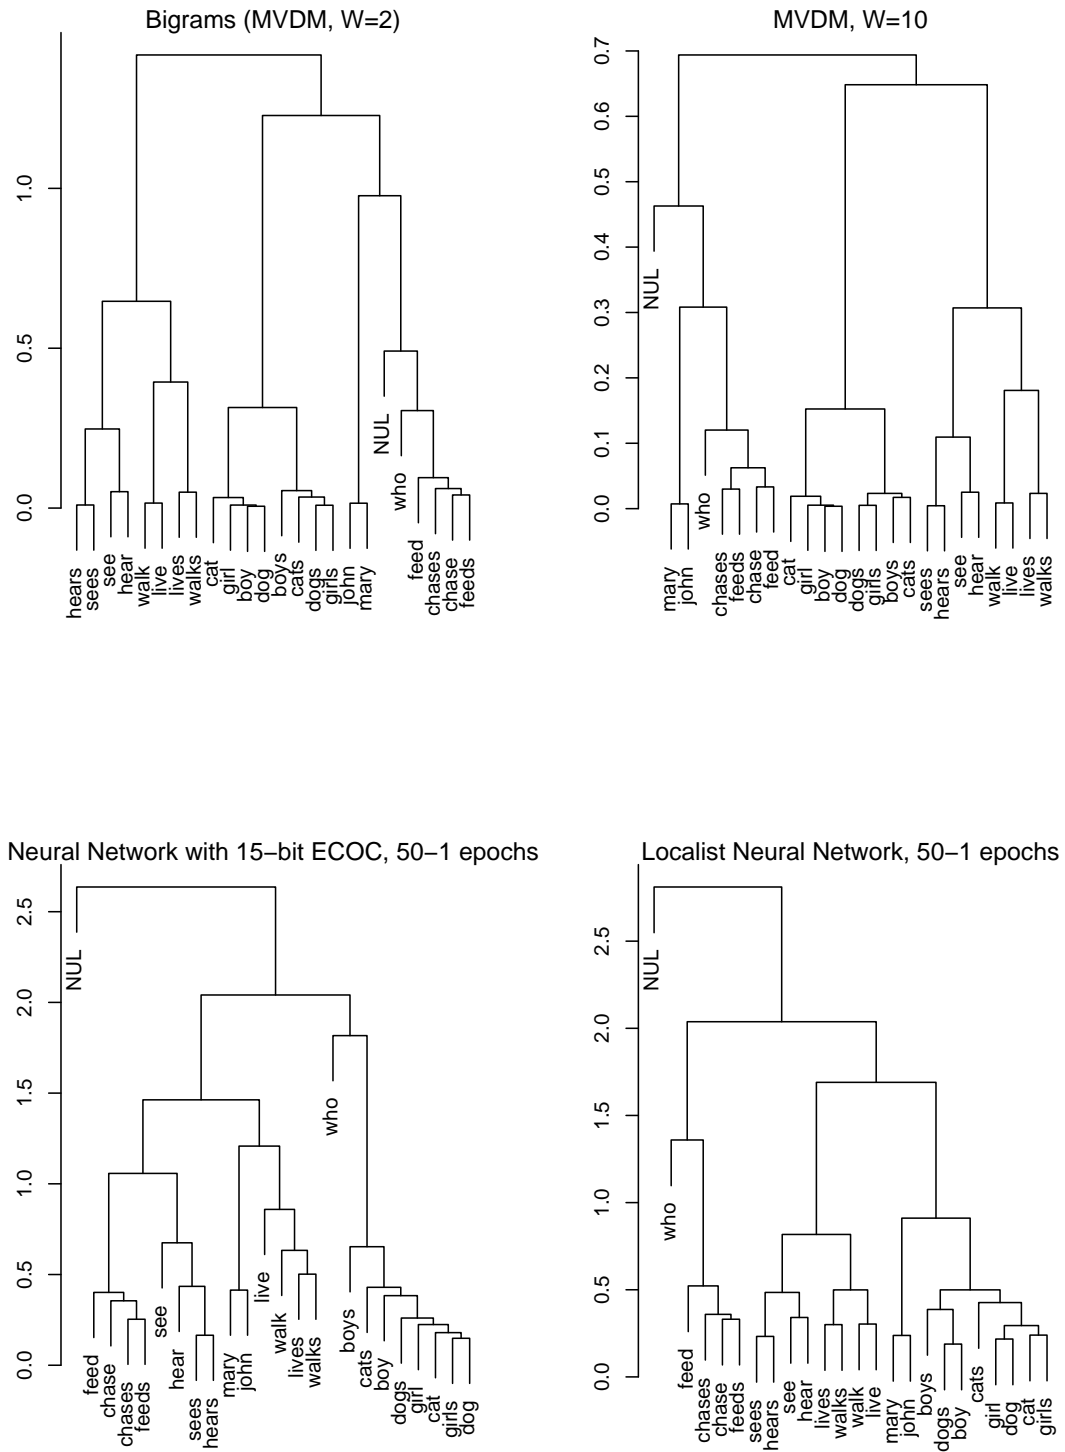 Bigrams (MVDM, W=2)
0.0 0.5 1.0
NUL
who
hears sees see hear walk live lives walks cat girl boy dog boys cats dogs girls john mary feed chases chase feeds
MVDM, W=10
0.0 0.1 0.2 0.3 0.4 0.5 0.6 0.7
NUL
who
mary john chases feeds chase feed cat girl boy dog dogs girls boys cats sees hears see hear walk live lives walks
Neural Network with 15−bit ECOC, 50−1 epochs
0.0 0.5 1.0 1.5 2.0 2.5
NUL
who
feed chase chases feeds see hear sees hears mary john live walk lives walks boys cats boy dogs girl cat girls dog
Localist Neural Network, 50−1 epochs
0.0 0.5 1.0 1.5 2.0 2.5
NUL
who
feed chases chase feeds sees hears see hear lives walks walk live mary john boys dogs boy cats girl dog cat girls